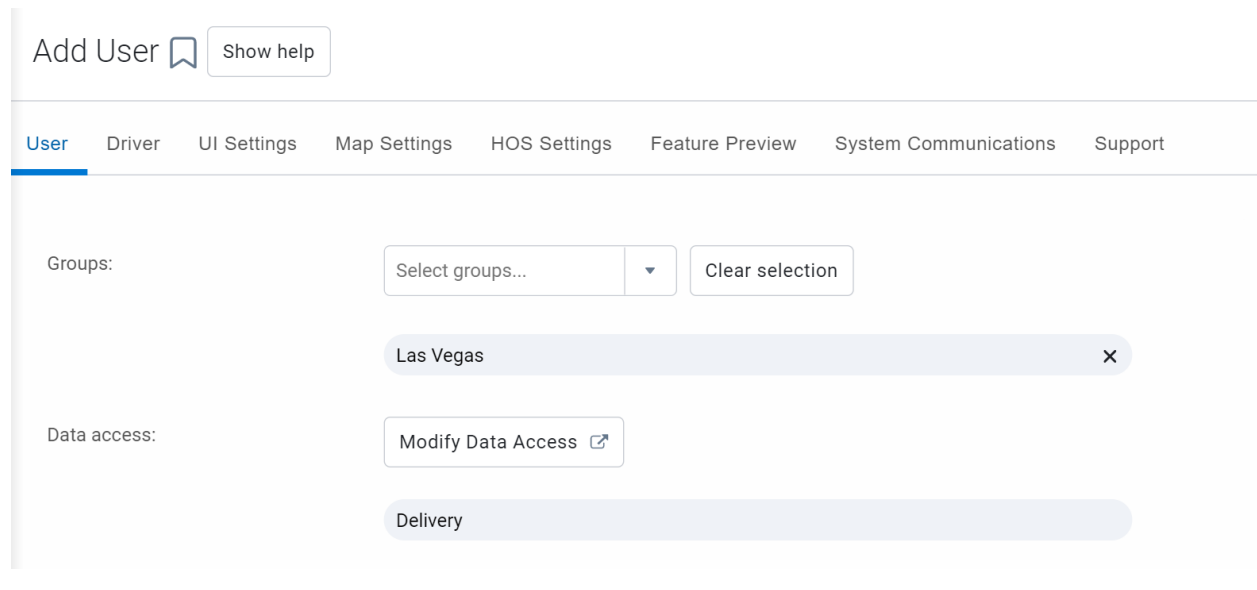 Add User Show help
User Driver UI Settings Map Settings HOS Settings Feature Preview System Communications Support
Groups: Select groups... Clear selection
Las Vegas
Data access: Modify Data Access
Delivery